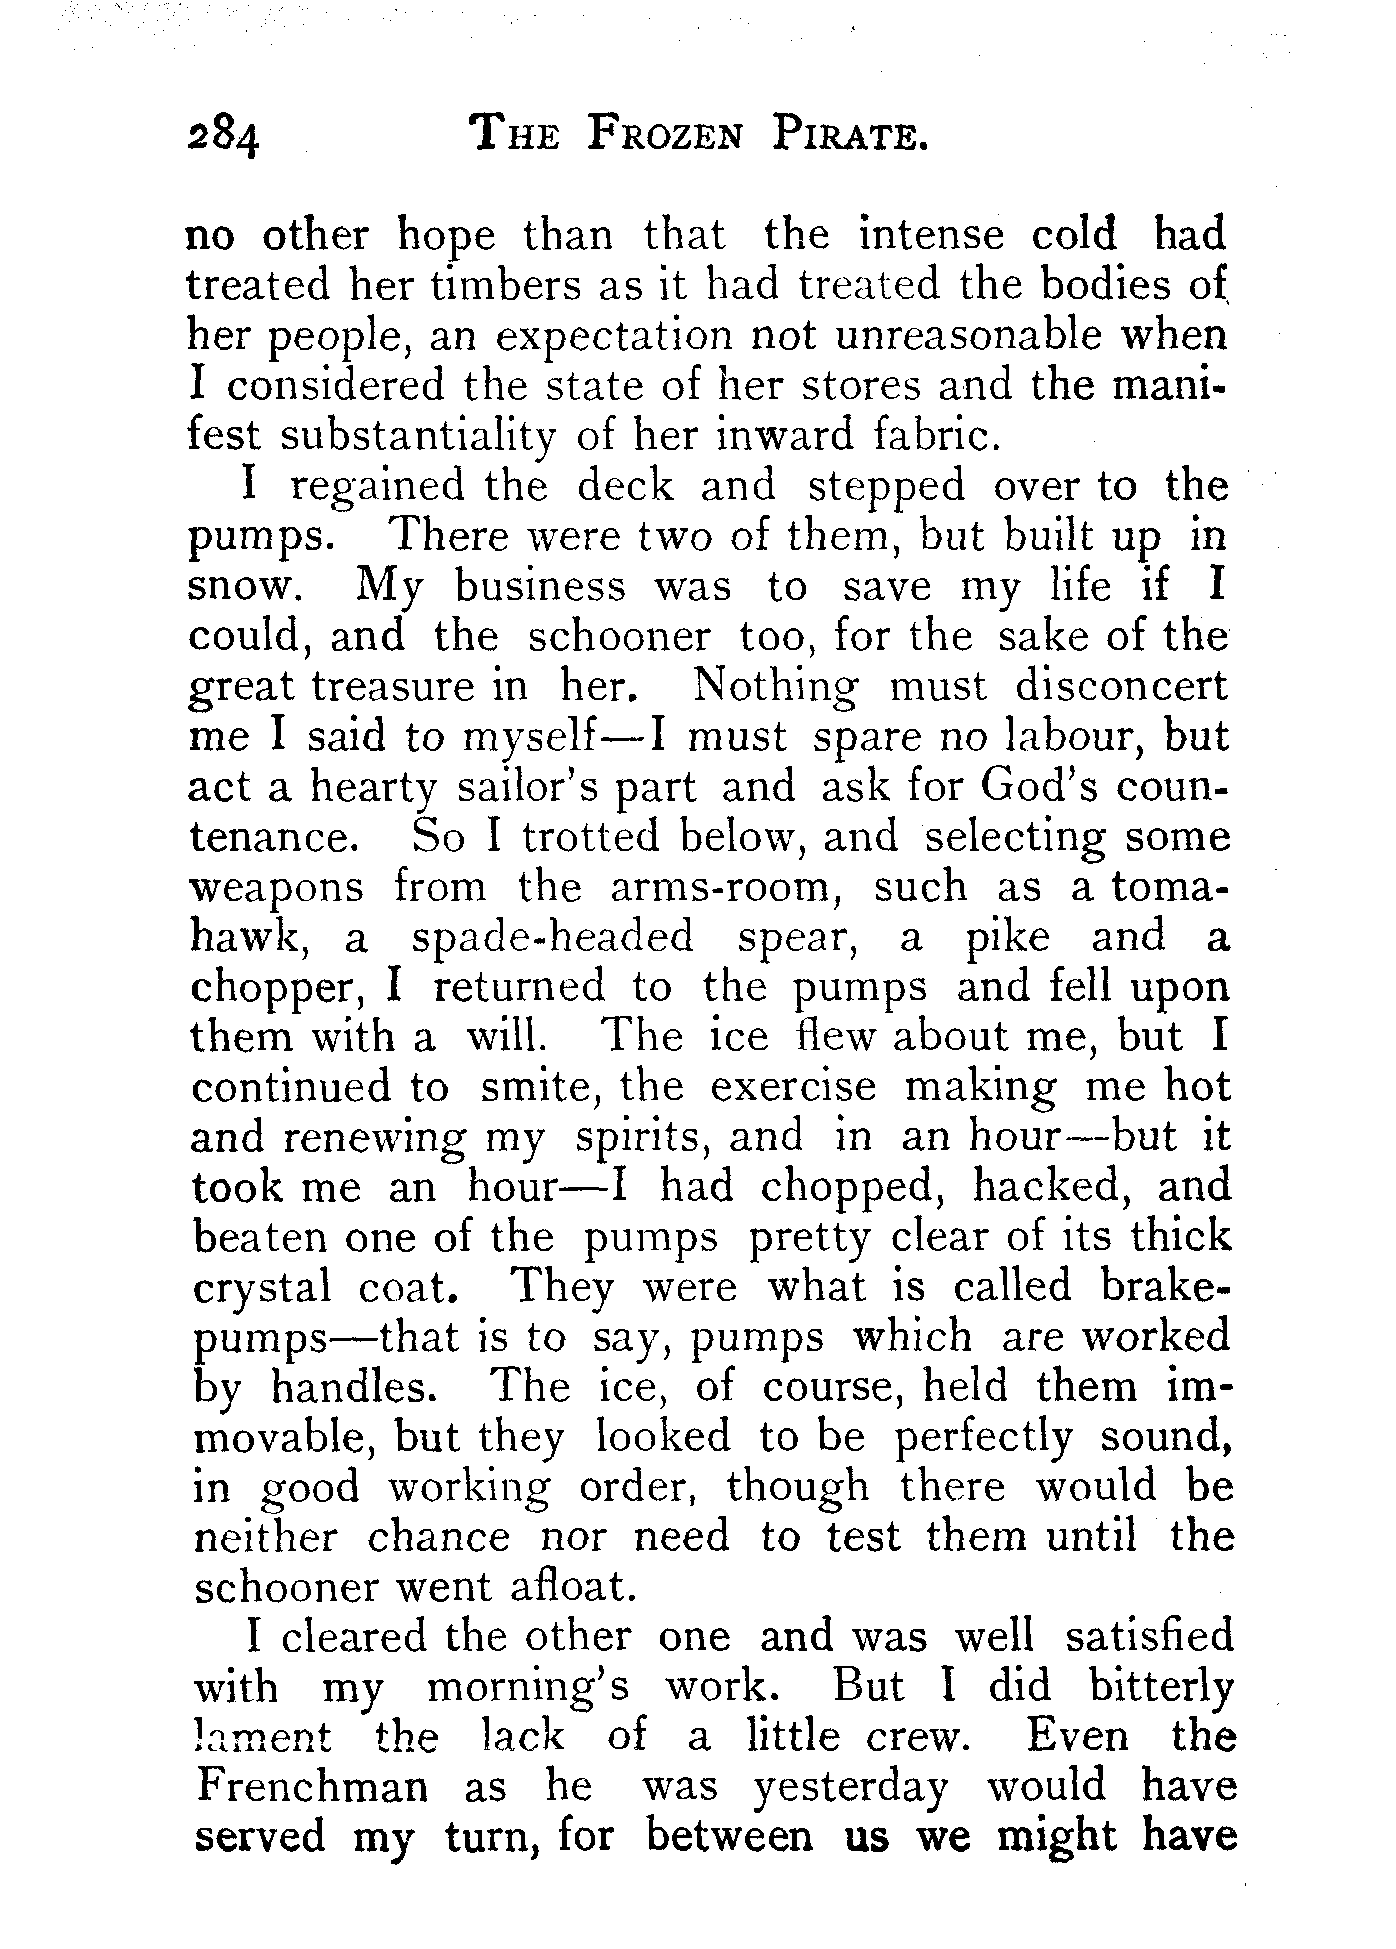 284 THE FROZEN PIRATE.
no other hope than that the intense cold had
treated her timbers as it had treated the bodies of
her people, an expectation not unreasonable when
I considered the state of her stores and the mani-
fest substantiality of her inward fabric.
I regained the deck and stepped over to the
pumps. There were two of them, but built up in
snow. My business was to save my life if I
could, and the schooner too, for the sake of the
great treasure in her. Nothing must disconcert
me I said to myself—I must spare no labour, but
act a hearty sailor's part and ask for God's coun-
tenance. So I trotted below, and selecting some
weapons from the arms-room, such as a toma-
hawk, a spade-headed spear, a pike and a
chopper, I returned to the pumps and fell upon
them with a will. The ice flew about me, but I
continued to smite, the exercise making me hot
and renewing my spirits, and in an hour—but it
took me an hour—I had chopped, hacked, and
beaten one of the pumps pretty clear of its thick
crystal coat. They were what is called brake-
pumps—that is to say, pumps which are worked
by handles. The ice, of course, held them im-
movable, but they looked to be perfectly sound,
in good working order, though there would be
neither chance nor need to test them until the
schooner went afloat.
I cleared the other one and was well satisfied
with my morning's work. But I did bitterly
lament the lack of a little crew. Even the
Frenchman as he was yesterday would have
served my turn, for between us we might have